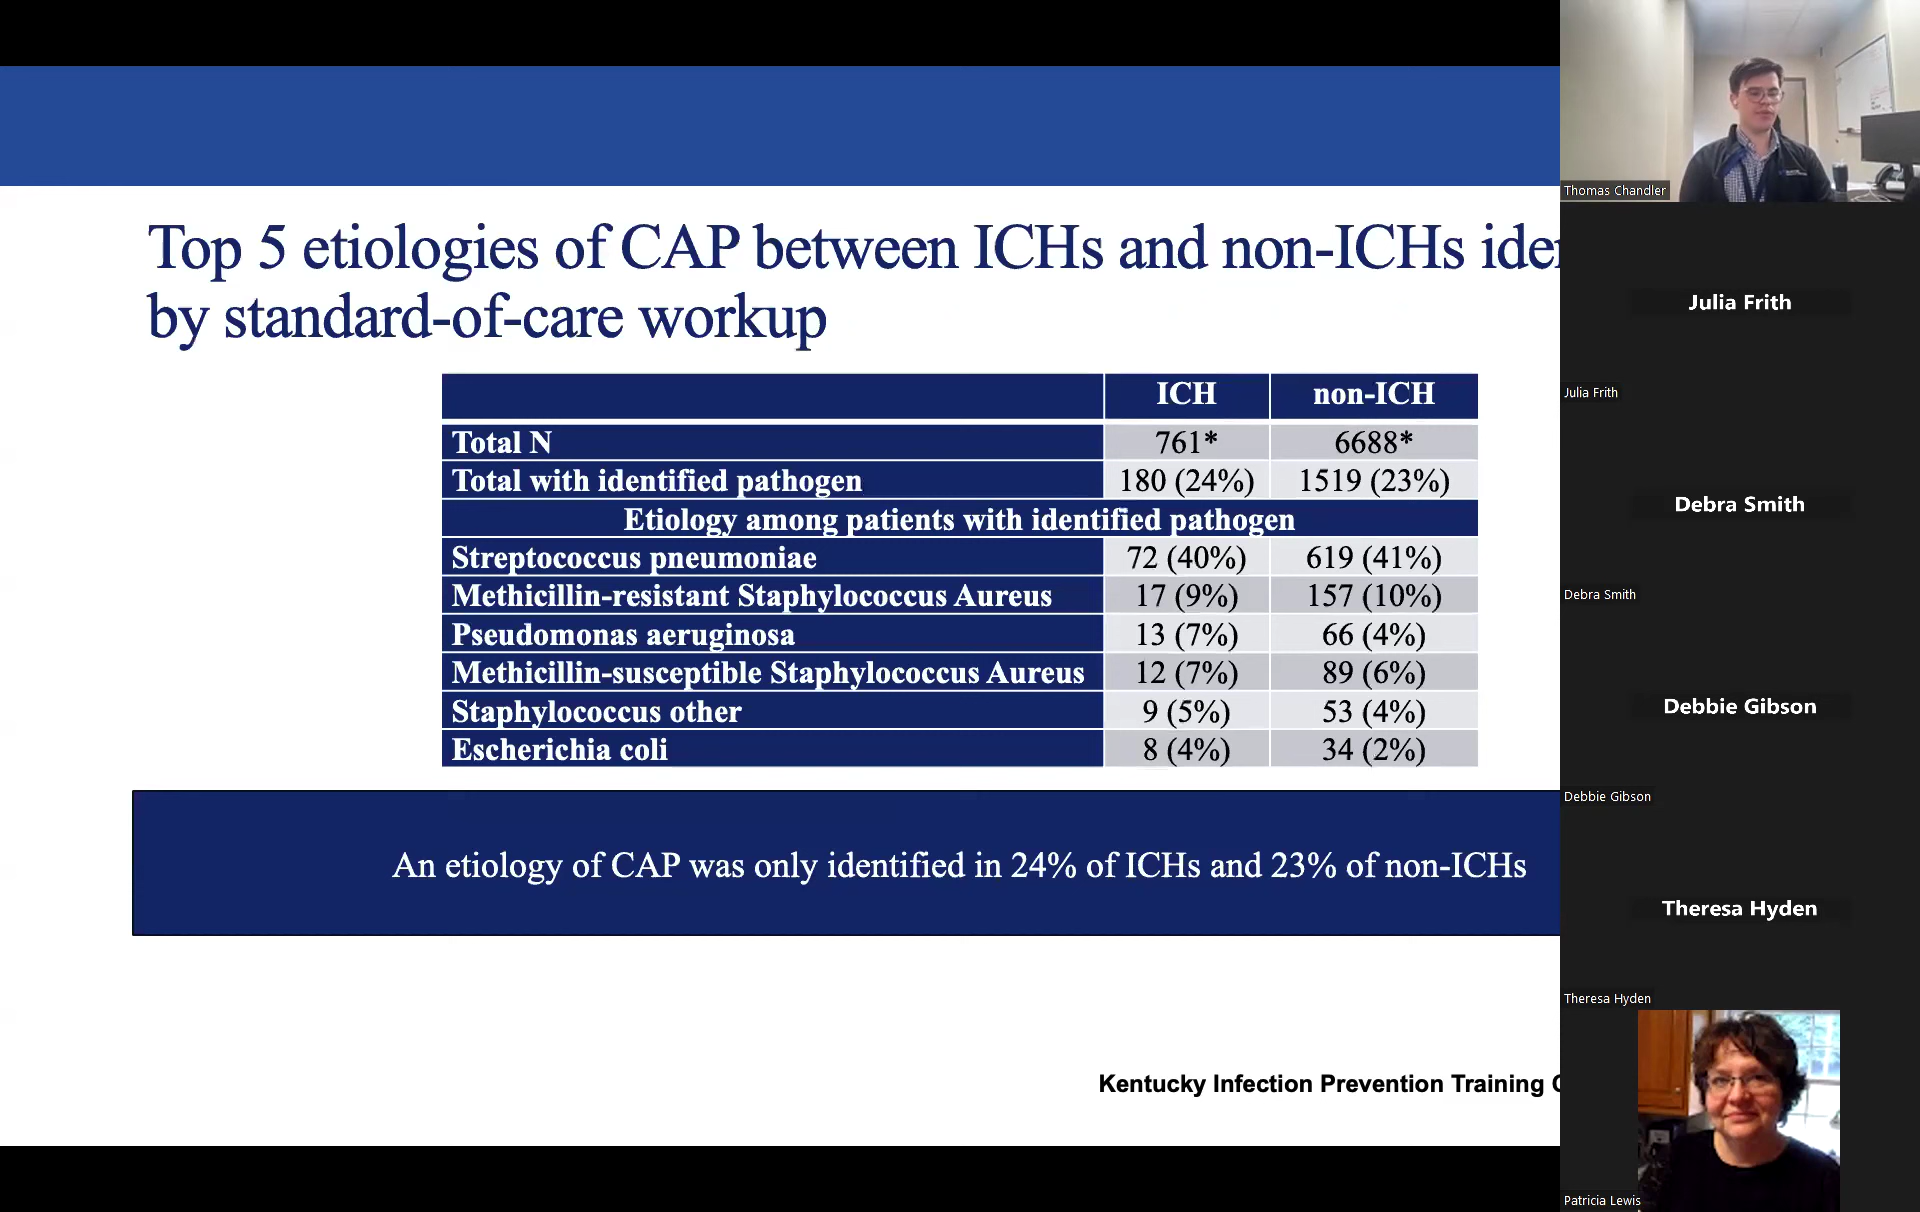 Top 5 etiologies of CAP between ICHs and non-ICHs
by standard-of-care workup
ICH non-ICH
Total N 761* 6688*
Total with identified pathogen 180 (24%) 1519 (23%)
Etiology among patients with identified pathogen
Streptococcus pneumoniae 72 (40%) 619 (41%)
Methicillin-resistant Staphylococcus Aureus 17 (9%) 157 (10%)
Pseudomonas aeruginosa 13 (7%) 66 (4%)
Methicillin-susceptible Staphylococcus Aureus 12 (7%) 89 (6%)
Staphylococcus other 9 (5%) 53 (4%)
Escherichia coli 8 (4%) 34 (2%)
An etiology of CAP was only identified in 24% of ICHs and 23% of non-ICHs
Kentucky Infection Prevention Training
Thomas Chandler
Julia Frith
Julia Frith
Debra Smith
Debra Smith
Debbie Gibson
Debbie Gibson
Theresa Hyden
Theresa Hyden
Patricia Lewis